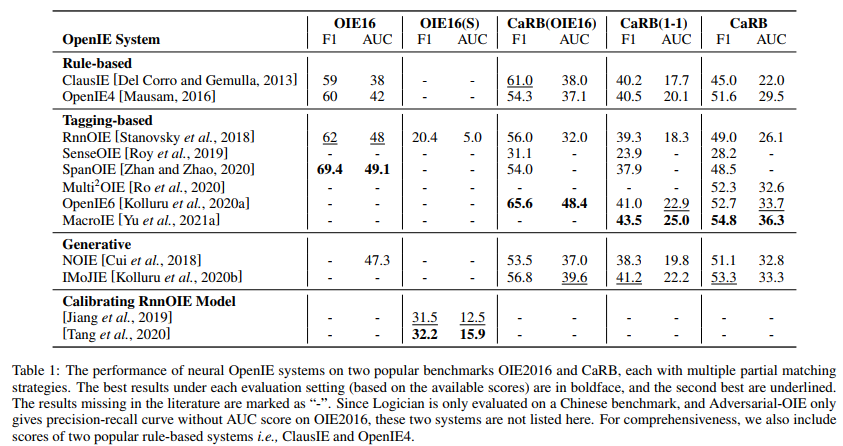 OIE16 OIE16(S) CaRB(OIE16) CaRB(1-1) CaRB
OpenIE System F1 AUC F1 AUC F1 AUC F1 AUC F1 AUC
Rule-based
ClausIE [Del Corro and Gemulla, 2013] 59 38 - - 61.0 38.0 40.2 17.7 45.0 22.0
OpenIE4 [Mausam, 2016] 60 42 - - 54.3 37.1 40.5 20.1 51.6 29.5
Tagging-based
RnnOIE [Stanovsky et al., 2018] 62 48 20.4 5.0 56.0 32.0 39.3 18.3 49.0 26.1
SenseOIE [Roy et al., 2019] - - - - 31.1 - 23.9 - 28.2 -
SpanOIE [Zhan and Zhao, 2020] 69.4 49.1 - - 54.0 - 37.9 - 48.5 -
Multi²OIE [Ro et al., 2020] - - - - - - - - 52.3 32.6
OpenIE6 [Kolluru et al., 2020a] - - - - 65.6 48.4 41.0 22.9 52.7 33.7
MacroIE [Yu et al., 2021a] - - - - - - 43.5 25.0 54.8 36.3
Generative
NOIE [Cui et al., 2018] - 47.3 - - 53.5 37.0 38.3 19.8 51.1 32.8
IMoJIE [Kolluru et al., 2020b] - - - - 56.8 39.6 41.2 22.2 53.3 33.3
Calibrating RnnOIE Model
[Jiang et al., 2019] - - 31.5 12.5 - - - - - -
[Tang et al., 2020] - - 32.2 15.9 - - - - - -
Table 1: The performance of neural OpenIE systems on two popular benchmarks OIE2016 and CaRB, each with multiple partial matching
strategies. The best results under each evaluation setting (based on the available scores) are in boldface, and the second best are underlined.
The results missing in the literature are marked as “-”. Since Logician is only evaluated on a Chinese benchmark, and Adversarial-OIE only
gives precision-recall curve without AUC score on OIE2016, these two systems are not listed here. For comprehensiveness, we also include
scores of two popular rule-based systems i.e., ClausIE and OpenIE4.